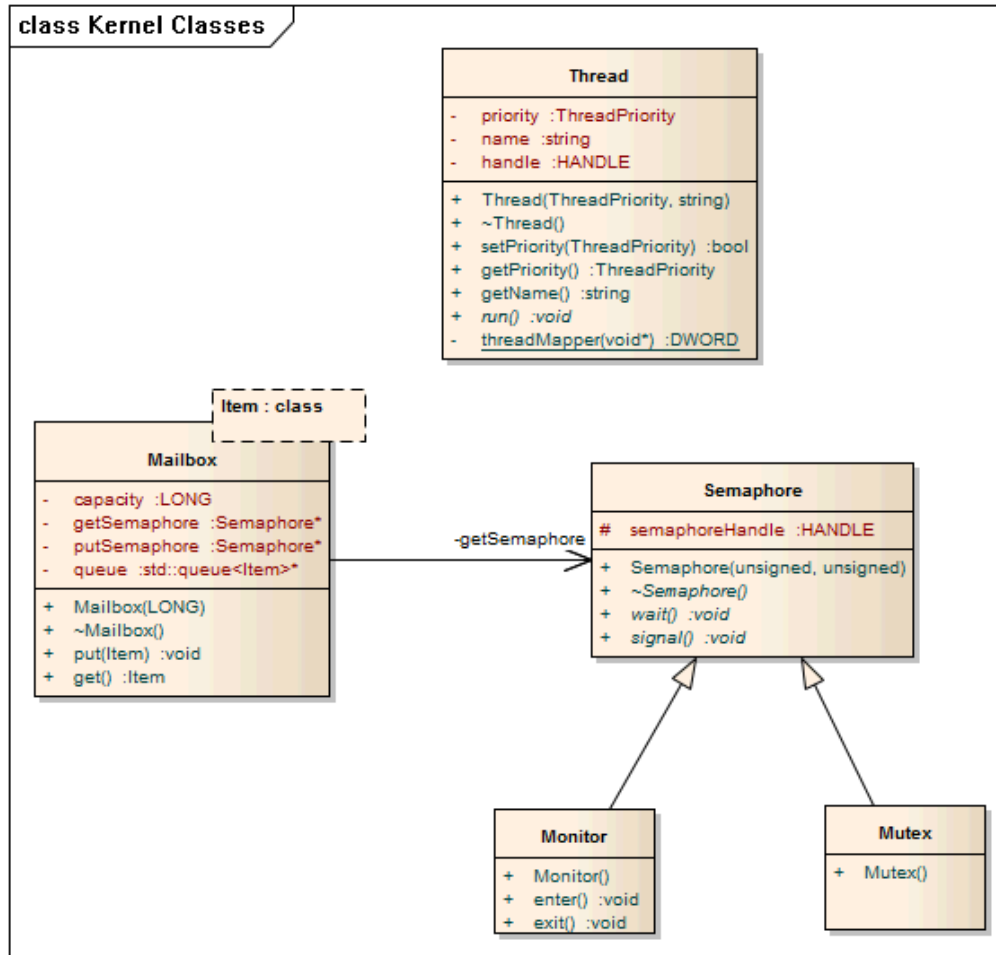 class Kernel Classes
Thread
- priority :ThreadPriority
- name :string
- handle :HANDLE
+ Thread(ThreadPriority, string)
+ ~Thread()
+ setPriority(ThreadPriority) :bool
+ getPriority() :ThreadPriority
+ getName() :string
+ run() :void
- threadMapper(void*) :DWORD
Item : class
Mailbox
- capacity :LONG
- getSemaphore :Semaphore*
- putSemaphore :Semaphore*
- queue :std::queue<Item>*
+ Mailbox(LONG)
+ ~Mailbox()
+ put(Item) :void
+ get() :Item
-getSemaphore
Semaphore
# semaphoreHandle :HANDLE
+ Semaphore(unsigned, unsigned)
+ ~Semaphore()
+ wait() :void
+ signal() :void
Monitor
+ Monitor()
+ enter() :void
+ exit() :void
Mutex
+ Mutex()